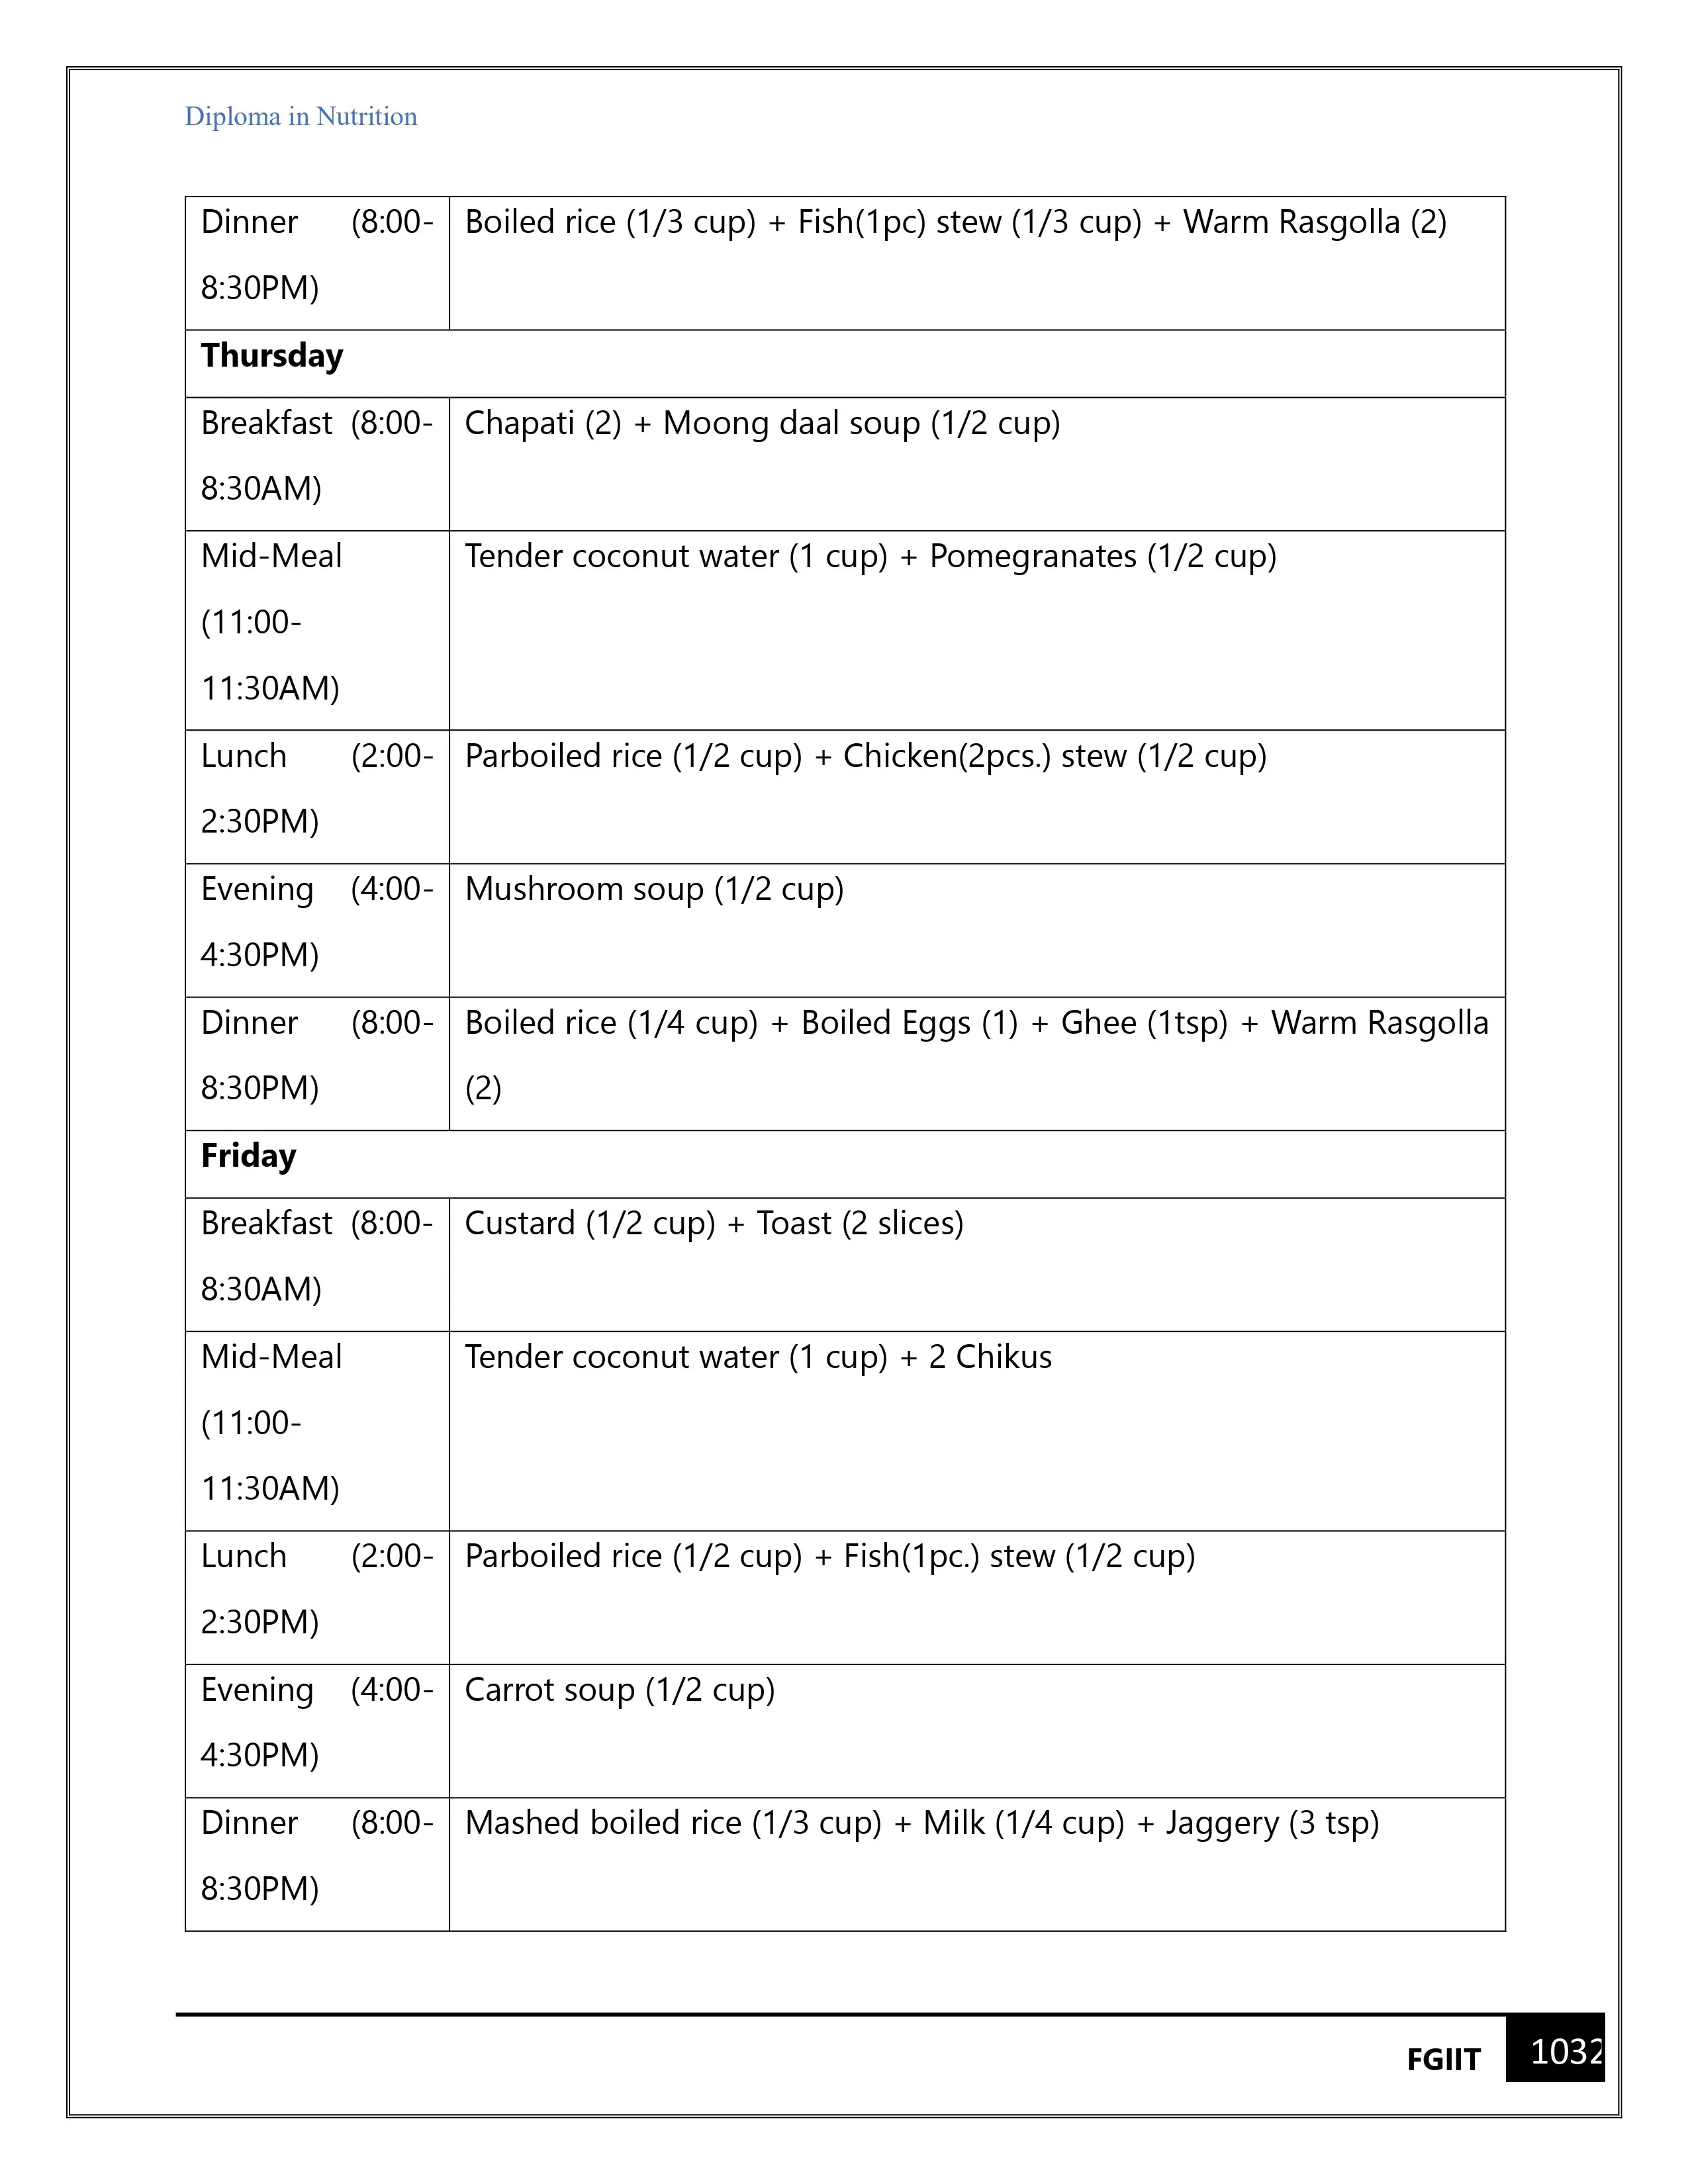 Diploma in Nutrition
Dinner (8:00- Boiled rice (1/3 cup) + Fish(1pc) stew (1/3 cup) + Warm Rasgolla (2)
8:30PM)
Thursday
Breakfast (8:00- Chapati (2) + Moong daal soup (1/2 cup)
8:30AM)
Mid-Meal Tender coconut water (1 cup) + Pomegranates (1/2 cup)
(11:00-
11:30AM)
Lunch (2:00- Parboiled rice (1/2 cup) + Chicken(2pcs.) stew (1/2 cup)
2:30PM)
Evening (4:00- Mushroom soup (1/2 cup)
4:30PM)
Dinner (8:00- Boiled rice (1/4 cup) + Boiled Eggs (1) + Ghee (1tsp) + Warm Rasgolla
8:30PM) (2)
Friday
Breakfast (8:00- Custard (1/2 cup) + Toast (2 slices)
8:30AM)
Mid-Meal Tender coconut water (1 cup) + 2 Chikus
(11:00-
11:30AM)
Lunch (2:00- Parboiled rice (1/2 cup) + Fish(1pc.) stew (1/2 cup)
2:30PM)
Evening (4:00- Carrot soup (1/2 cup)
4:30PM)
Dinner (8:00- Mashed boiled rice (1/3 cup) + Milk (1/4 cup) + Jaggery (3 tsp)
8:30PM)
FGIIT 1032